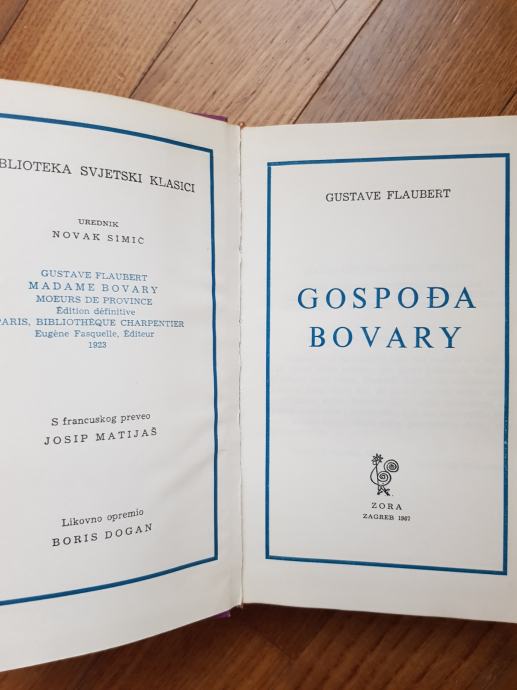 BLIOTEKA SVJETSKI KLASICI
UREDNIK
NOVAK SIMIĆ
GUSTAVE FLAUBERT
MADAME BOVARY
MOEURS DE PROVINCE
Édition définitive
PARIS, BIBLIOTHÈQUE CHARPENTIER
Eugène Fasquelle, Éditeur
1923
S francuskog preveo
JOSIP MATIJAŠ
Likovno opremio
BORIS DOGAN
GUSTAVE FLAUBERT
GOSPOĐA
BOVARY
ZORA
ZAGREB 1967